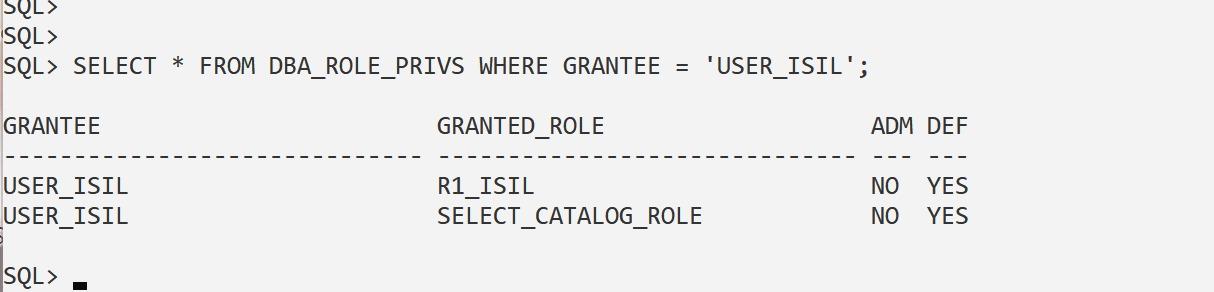 SQL>
SQL>
SQL> SELECT * FROM DBA_ROLE_PRIVS WHERE GRANTEE = 'USER_ISIL';
GRANTEE                        GRANTED_ROLE                   ADM DEF
------------------------------ ------------------------------ --- ---
USER_ISIL                      R1_ISIL                        NO  YES
USER_ISIL                      SELECT_CATALOG_ROLE            NO  YES
SQL>